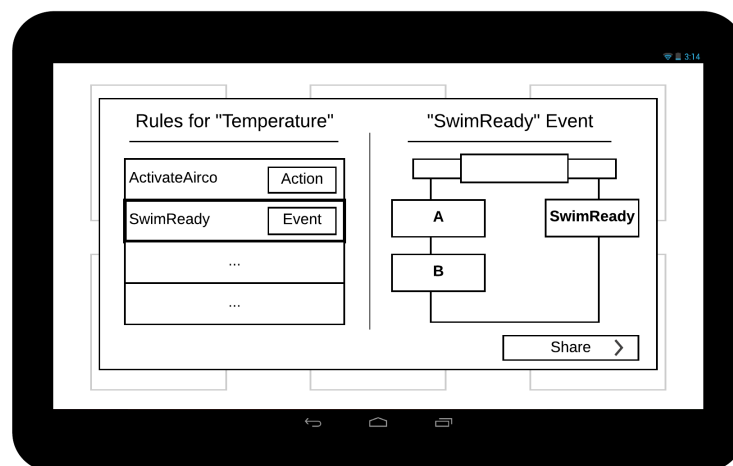 3:14
Rules for "Temperature"
ActivateAirco Action
SwimReady Event
...
...
"SwimReady" Event
A
SwimReady
B
Share